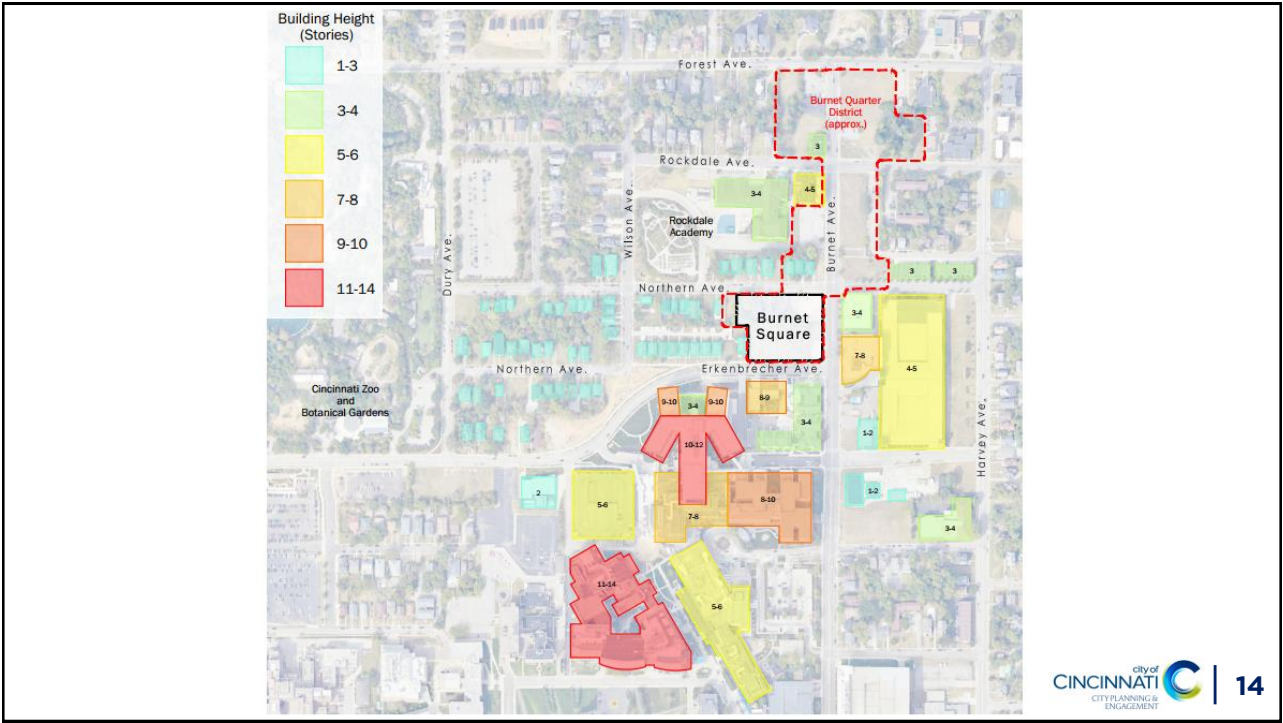 Building Height
(Stories)
1-3
3-4
5-6
7-8
9-10
11-14
Forest Ave.
Burnet Quarter
District
(approx.)
3
Rockdale Ave.
3-4
4-5
Rockdale
Academy
Wilson Ave.
Burnet Ave.
Dury Ave.
3
3
Northern Ave.
Burnet
Square
3-4
7-8
4-5
Northern Ave.
Erkenbrecher Ave.
Cincinnati Zoo
and
Botanical Gardens
9-10
3-4
9-10
8-9
3-4
1-2
Harvey Ave.
10-12
2
5-6
7-8
8-10
1-2
3-4
11-14
5-6
city of
CINCINNATI
CITY PLANNING &
ENGAGEMENT
14